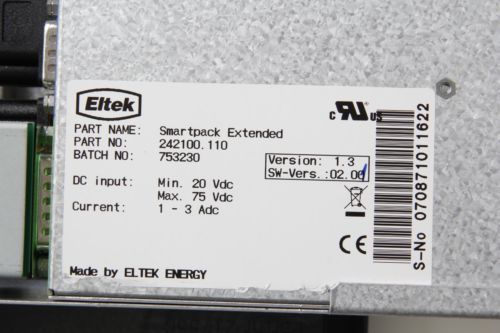 Eltek
c RU US
PART NAME: Smartpack Extended
PART NO: 242100.110
BATCH NO: 753230
Version: 1.3
SW-Vers.:02.01
DC input: Min. 20 Vdc
Max. 75 Vdc
Current: 1 - 3 Adc
CE
Made by ELTEK ENERGY
S-No 070871011622